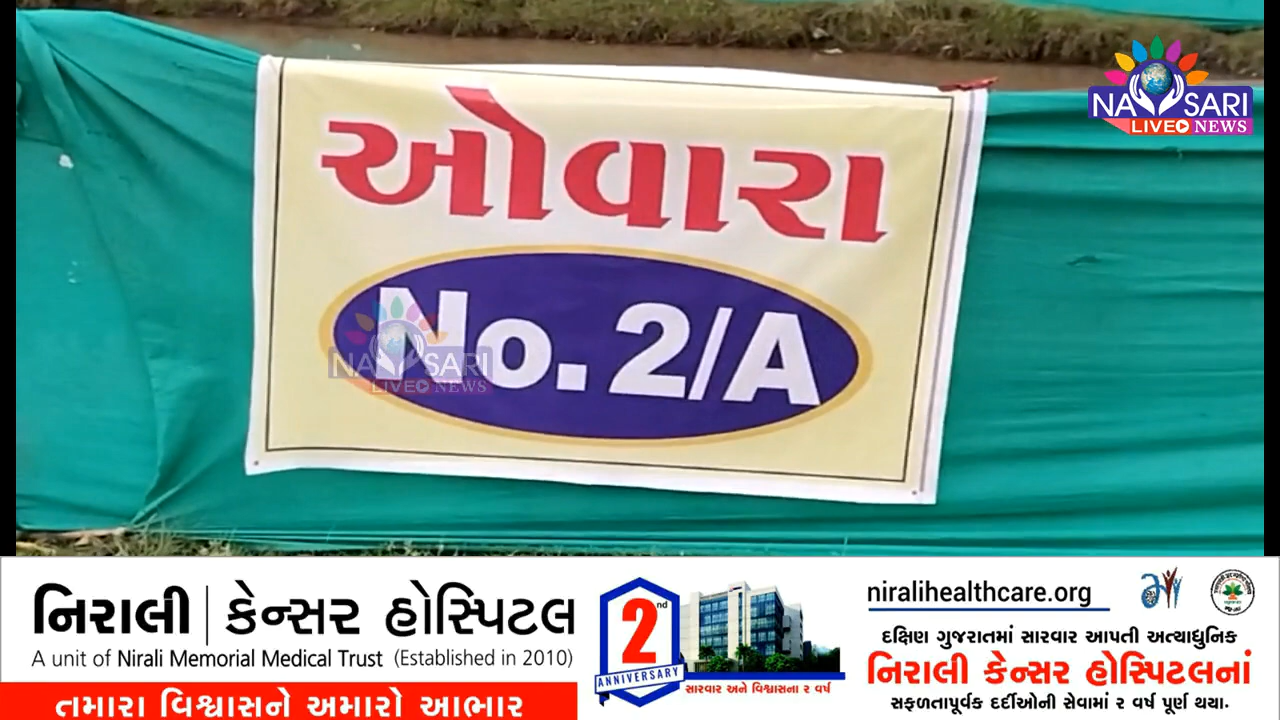 NAVSARI
LIVE NEWS
ઓવારા
No. 2/A
NAVSARI
LIVE NEWS
નિરાલી | કેન્સર હોસ્પિટલ
A unit of Nirali Memorial Medical Trust (Established in 2010)
તમારા વિશ્વાસને અમારો આભાર
2nd
ANNIVERSARY
સારવાર અને વિશ્વાસના ૨ વર્ષ
niralihealthcare.org
દક્ષિણ ગુજરાતમાં સારવાર આપતી અત્યાધુનિક
નિરાલી કેન્સર હોસ્પિટલનાં
સફળતાપૂર્વક દર્દીઓની સેવામાં ૨ વર્ષ પૂર્ણ થયા.